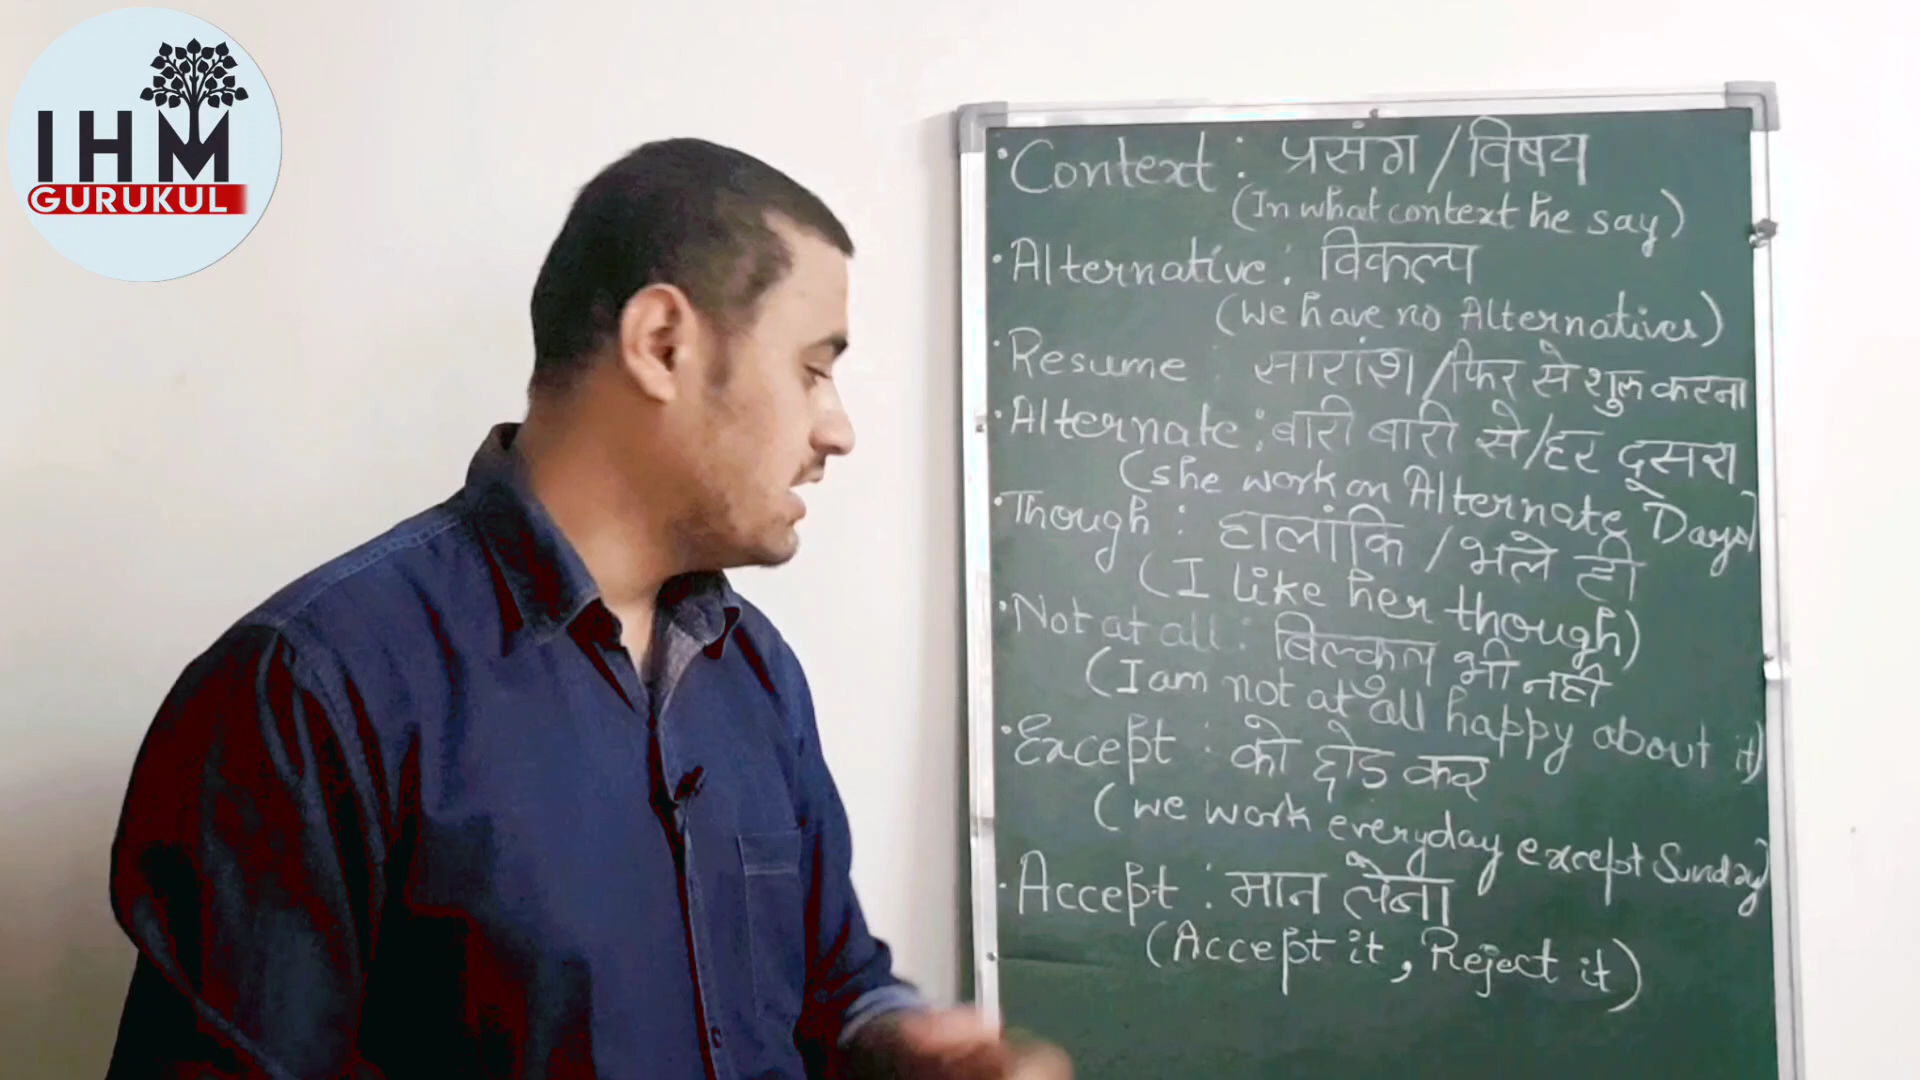 IHM
GURUKUL
• Context : प्रसंग / विषय
(In what context he say)
• Alternative : विकल्प
(We have no Alternatives)
• Resume : सारांश / फिर से शुरू करना
• Alternate : बारी बारी से / हर दूसरा
(She work on Alternate Days)
• Though : हालांकि / भले ही
(I like her though)
• Not at all : बिल्कुल भी नही
(I am not at all happy about it)
• Except : को छोड कर
(we work everyday except Sunday)
• Accept : मान लेना
(Accept it, Reject it)